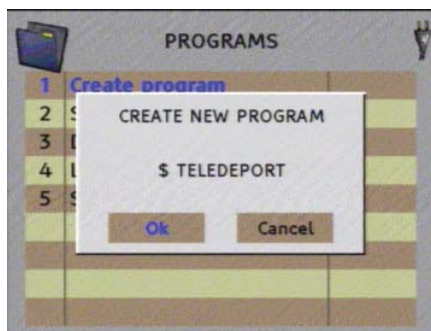 PROGRAMS
1 Create program
2 S
3
4 L
5 S
CREATE NEW PROGRAM
$ TELEDEPORT
Ok Cancel